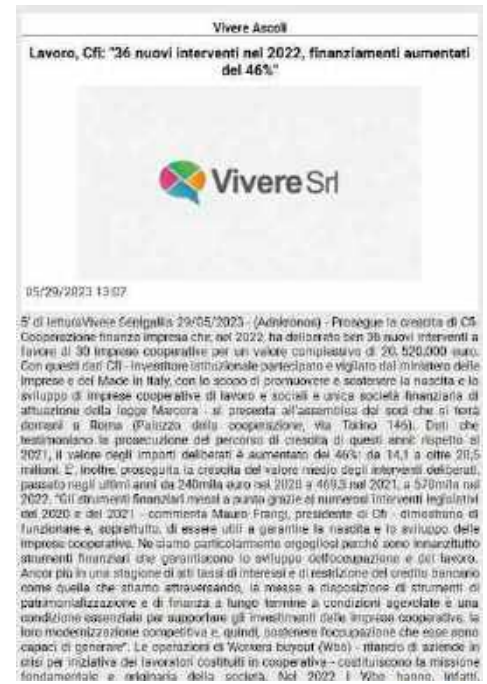 Vivere Ascoli
Lavoro, Cfi: "36 nuovi interventi nel 2022, finanziamenti aumentati
del 46%"
Vivere Srl
05/29/2023 13:07
5' di letturaVivere Senigallia 29/05/2023 - (Adnkronos) - Prosegue la crescita di Cfi
Cooperazione finanza impresa che, nel 2022, ha deliberato ben 36 nuovi interventi a
favore di 30 imprese cooperative per un valore complessivo di 20. 520.000 euro.
Con questi dati Cfi - investitore istituzionale partecipato e vigilato dal ministero delle
Imprese e del Made in Italy, con lo scopo di promuovere e sostenere la nascita e lo
sviluppo di imprese cooperative di lavoro e sociali e unica società finanziaria di
attuazione della legge Marcora - si presenta all'assemblea dei soci che si terrà
domani a Roma (Palazzo della cooperazione, via Torino 146). Dati che
testimoniano la prosecuzione del percorso di crescita di questi anni: rispetto al
2021, il valore degli importi deliberati è aumentato del 46% da 14,1 a oltre 20,5
milioni. E', inoltre, proseguita la crescita del valore medio degli interventi deliberati,
passato negli ultimi anni da 240mila euro nel 2020 a 469,5 nel 2021, a 570mila nel
2022. "Gli strumenti finanziari messi a punto grazie ai numerosi interventi legislativi
del 2020 e del 2021 - commenta Mauro Frangi, presidente di Cfi - dimostrano di
funzionare e, soprattutto, di essere utili a garantire la nascita e lo sviluppo delle
imprese cooperative. Ne siamo particolarmente orgogliosi perché sono innanzitutto
strumenti finanziari che garantiscono lo sviluppo dell'occupazione e del lavoro.
Ancor più in una stagione di alti tassi di interessi e di restrizione del credito bancario
come quella che stiamo attraversando, la messa a disposizione di strumenti di
patrimonializzazione e di finanza a lungo termine a condizioni agevolate è una
condizione essenziale per supportare gli investimenti delle imprese cooperative, la
loro modernizzazione competitiva e, quindi, sostenere l'occupazione che esse sono
capaci di generare". Le operazioni di Workers buyout (Wbo) - rilancio di aziende in
crisi per iniziativa dei lavoratori costituiti in cooperativa - costituiscono la missione
fondamentale e originaria della società. Nel 2022 i Wbo hanno, infatti,